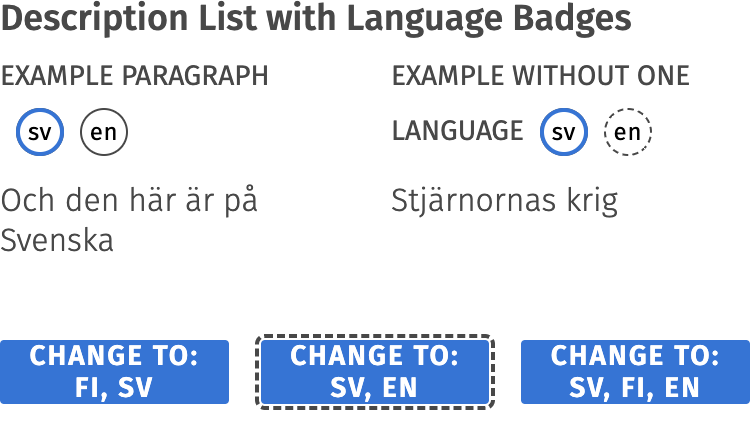 Description List with Language Badges
EXAMPLE PARAGRAPH
sv en
Och den här är på
Svenska
EXAMPLE WITHOUT ONE
LANGUAGE sv en
Stjärnornas krig
CHANGE TO:
FI, SV
CHANGE TO:
SV, EN
CHANGE TO:
SV, FI, EN